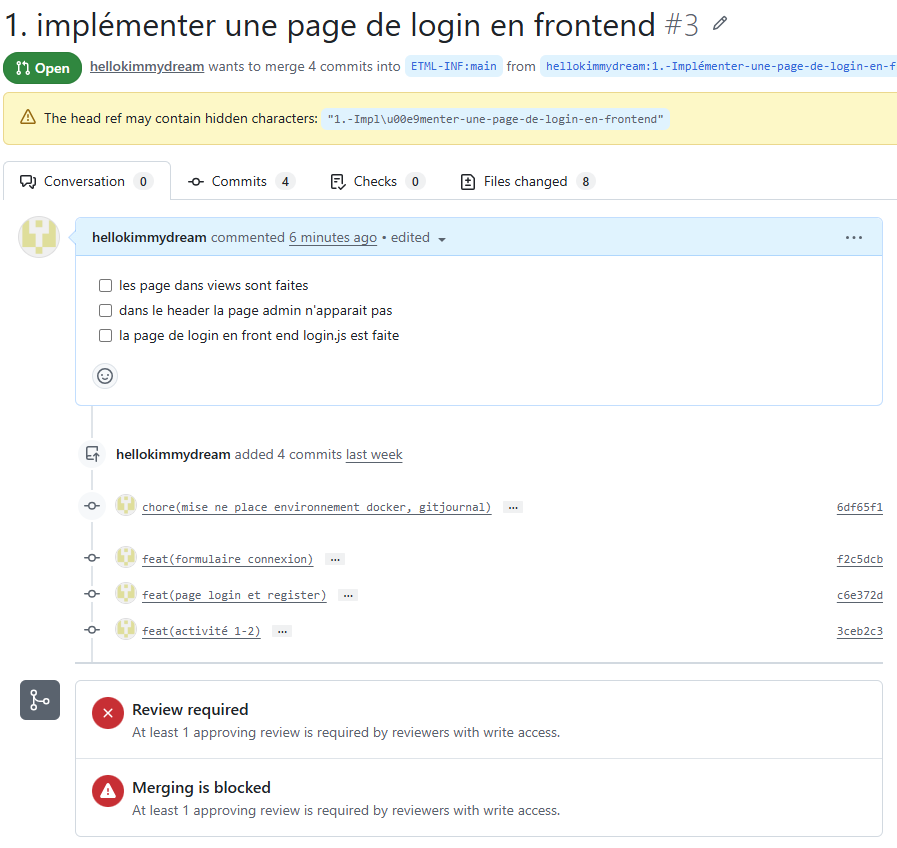 1. implémenter une page de login en frontend #3
Open hellokimmydream wants to merge 4 commits into ETML-INF:main from hellokimmydream:1.-Implémenter-une-page-de-login-en-f
The head ref may contain hidden characters: "1.-Impl\u00e9menter-une-page-de-login-en-frontend"
Conversation 0 Commits 4 Checks 0 Files changed 8
hellokimmydream commented 6 minutes ago • edited
les page dans views sont faites
dans le header la page admin n'apparait pas
la page de login en front end login.js est faite
hellokimmydream added 4 commits last week
chore(mise ne place environnement docker, gitjournal) ... 6df65f1
feat(formulaire connexion) ... f2c5dcb
feat(page login et register) ... c6e372d
feat(activité 1-2) ... 3ceb2c3
Review required
At least 1 approving review is required by reviewers with write access.
Merging is blocked
At least 1 approving review is required by reviewers with write access.